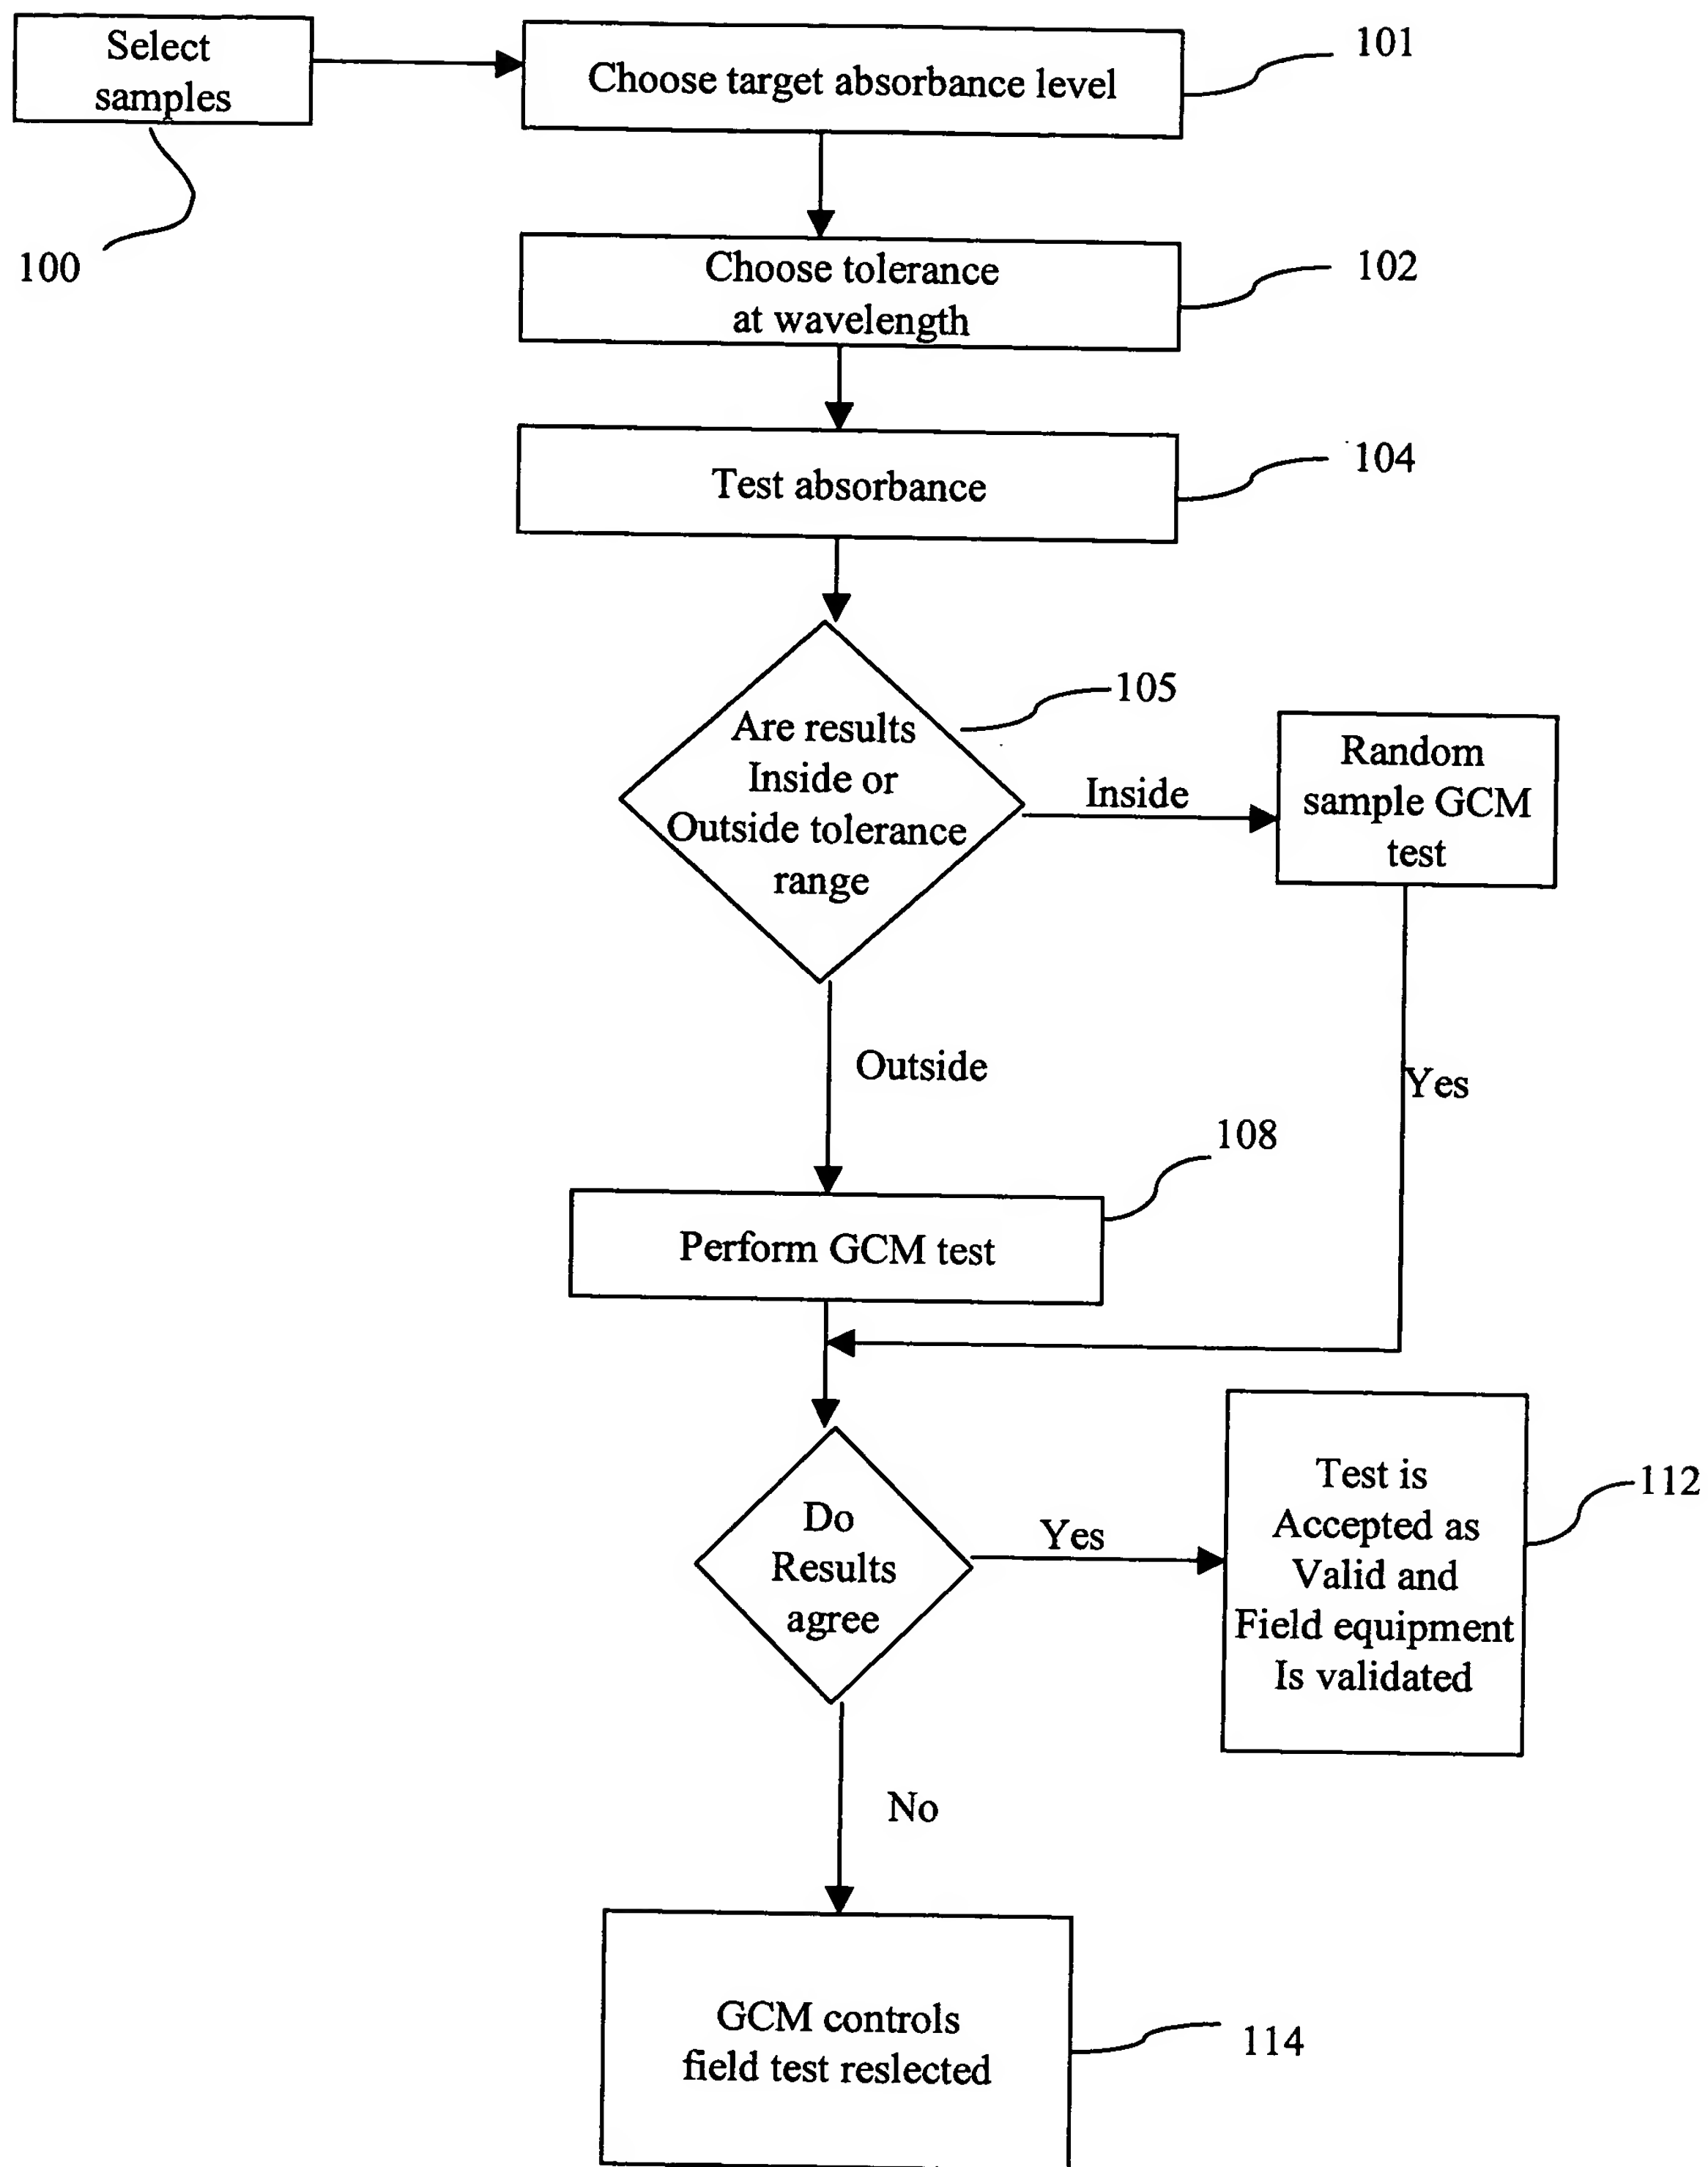 Select
samples
100
Choose target absorbance level
101
Choose tolerance
at wavelength
102
Test absorbance
104
Are results
Inside or
Outside tolerance
range
105
Inside
Random
sample GCM
test
Outside
Yes
108
Perform GCM test
Do
Results
agree
Yes
Test is
Accepted as
Valid and
Field equipment
Is validated
112
No
GCM controls
field test reslected
114